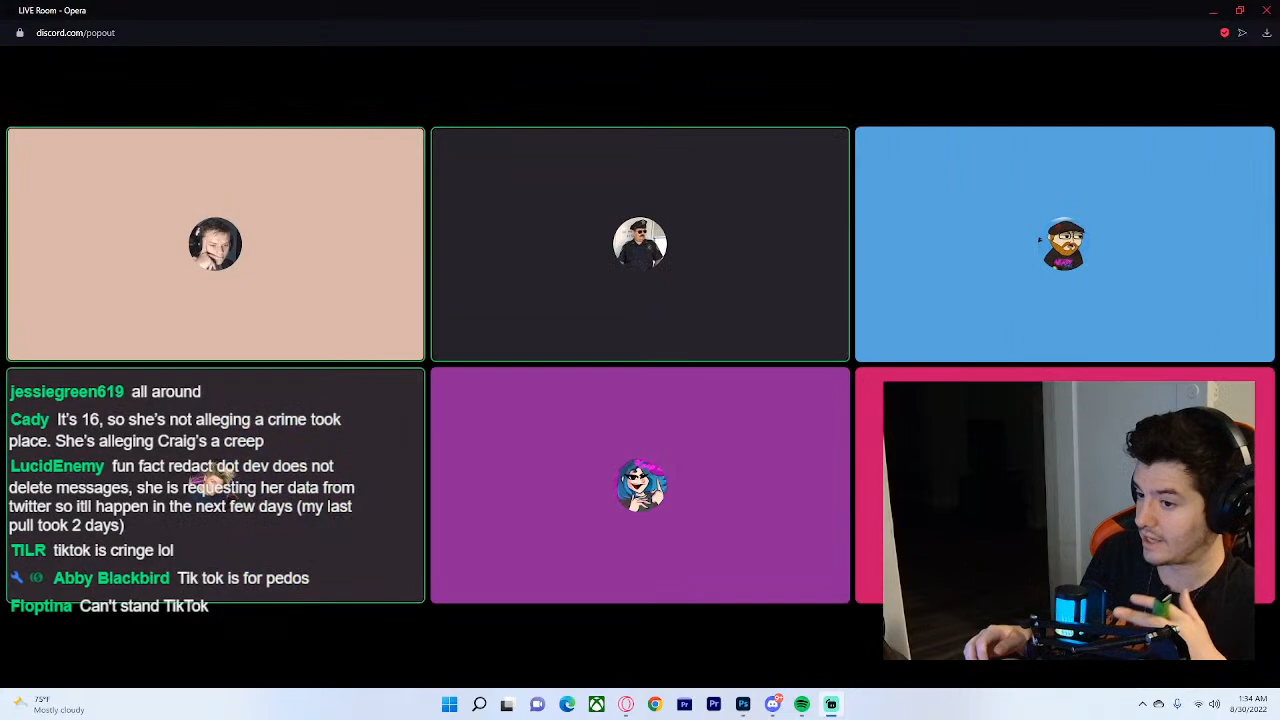 LIVE Room - Opera
discord.com/popout
jessiegreen619 all around
Cady It's 16, so she's not alleging a crime took
place. She's alleging Craig's a creep
LucidEnemy fun fact redact dot dev does not
delete messages, she is requesting her data from
twitter so itll happen in the next few days (my last
pull took 2 days)
TILR tiktok is cringe lol
Abby Blackbird Tik tok is for pedos
Floptina Can't stand TikTok
75°F
Mostly cloudy
Pr
Pr
Ps
9+
1:34 AM
8/30/2022